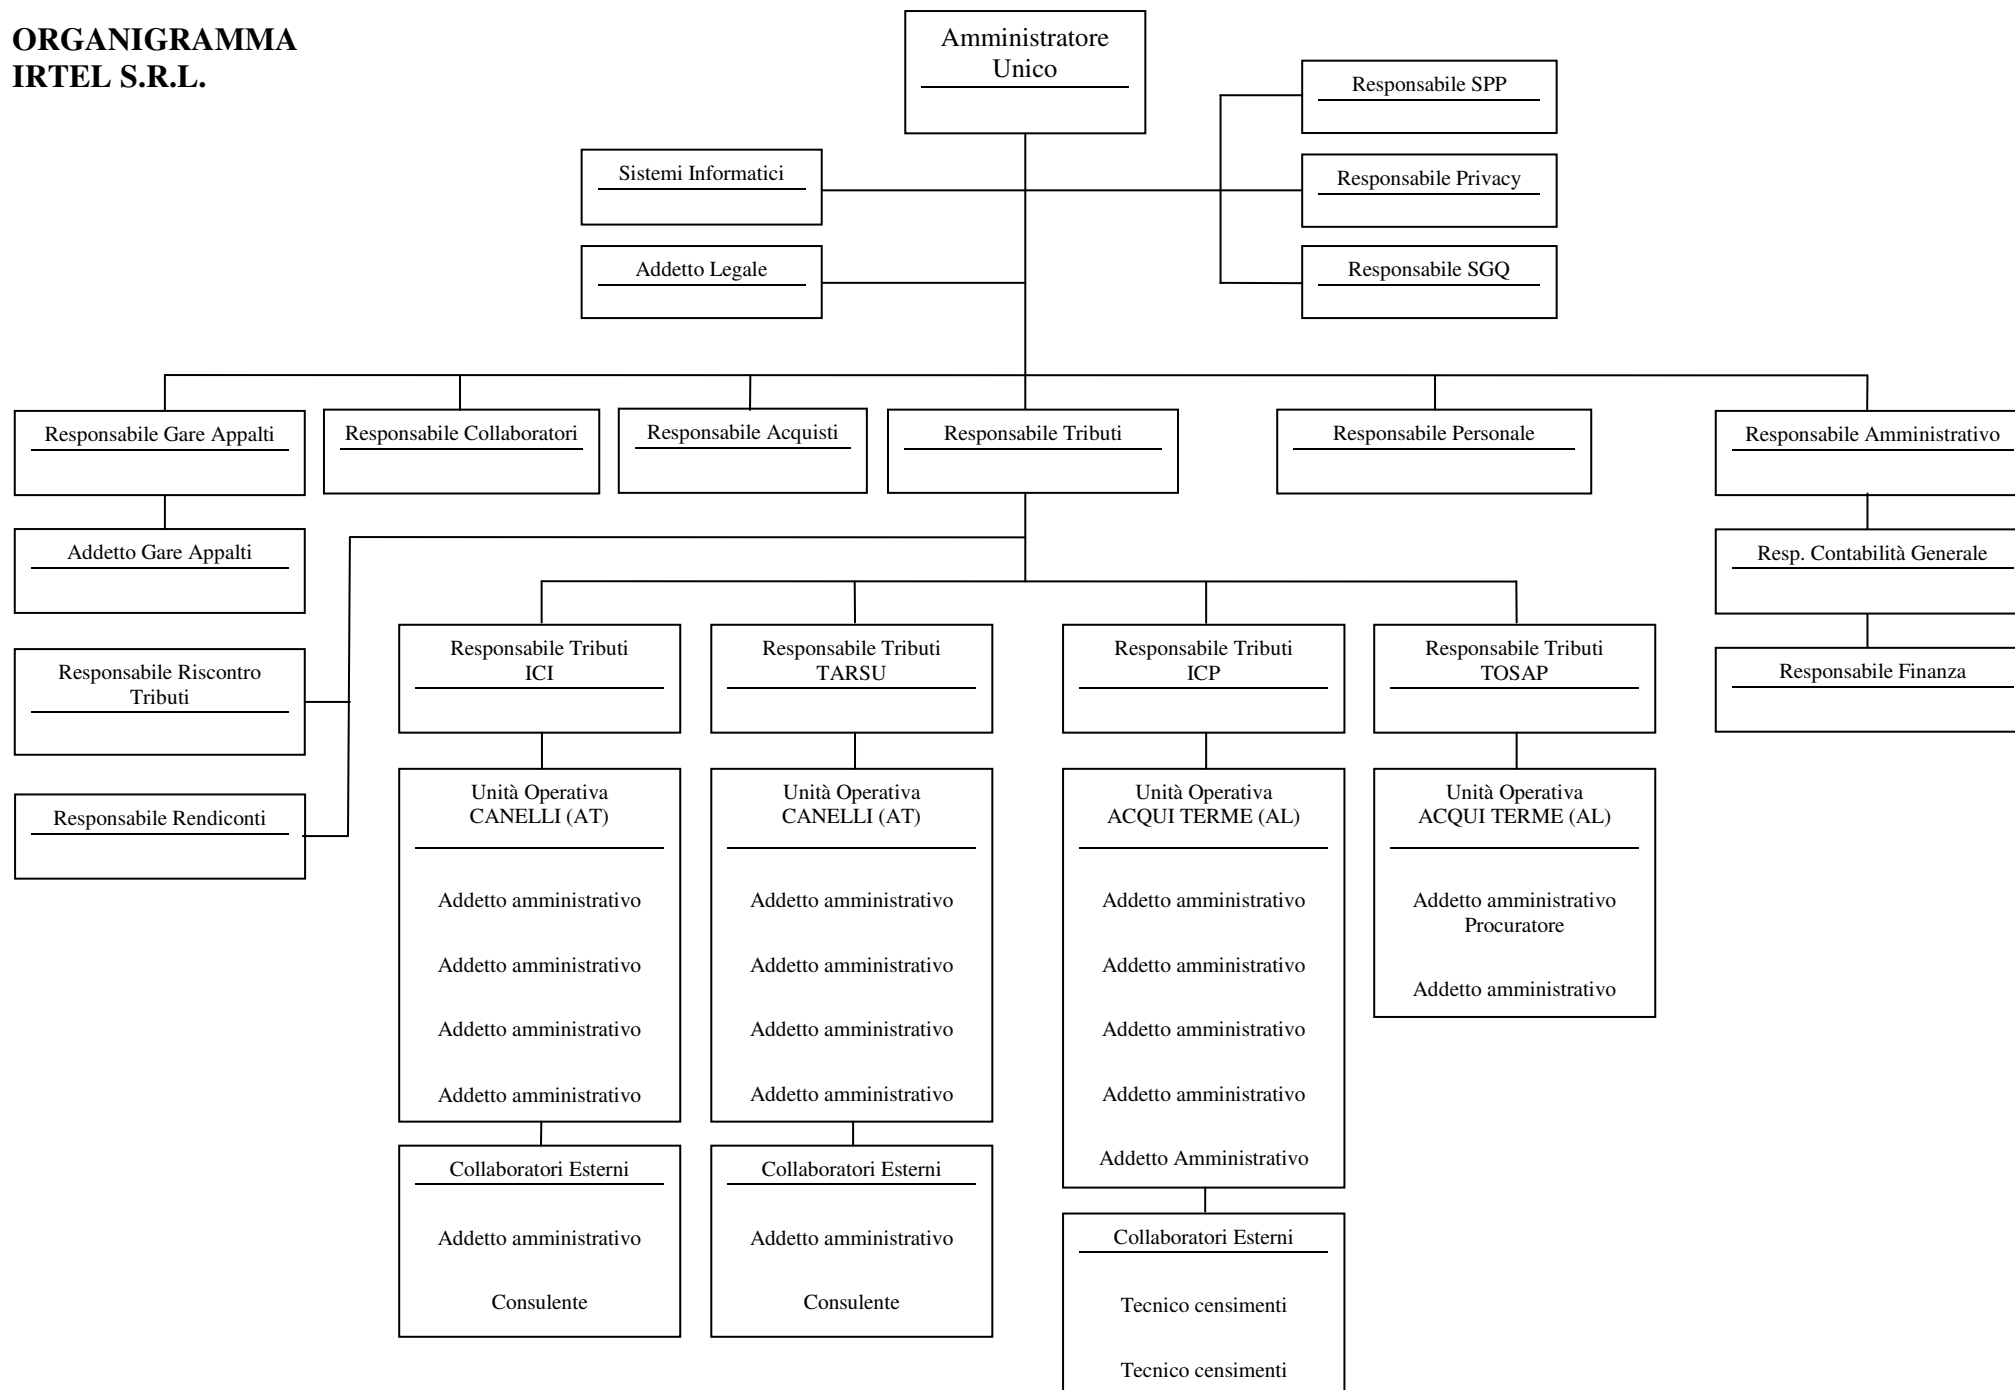 ORGANIGRAMMA
IRTEL S.R.L.
Amministratore
Unico
Responsabile SPP
Sistemi Informatici
Responsabile Privacy
Addetto Legale
Responsabile SGQ
Responsabile Gare Appalti
Responsabile Collaboratori
Responsabile Acquisti
Responsabile Tributi
Responsabile Personale
Responsabile Amministrativo
Addetto Gare Appalti
Resp. Contabilità Generale
Responsabile Riscontro
Tributi
Responsabile Tributi
ICI
Responsabile Tributi
TARSU
Responsabile Tributi
ICP
Responsabile Tributi
TOSAP
Responsabile Finanza
Responsabile Rendiconti
Unità Operativa
CANELLI (AT)
Addetto amministrativo
Addetto amministrativo
Addetto amministrativo
Addetto amministrativo
Collaboratori Esterni
Addetto amministrativo
Consulente
Unità Operativa
CANELLI (AT)
Addetto amministrativo
Addetto amministrativo
Addetto amministrativo
Addetto amministrativo
Collaboratori Esterni
Addetto amministrativo
Consulente
Unità Operativa
ACQUI TERME (AL)
Addetto amministrativo
Addetto amministrativo
Addetto amministrativo
Addetto amministrativo
Addetto Amministrativo
Collaboratori Esterni
Tecnico censimenti
Tecnico censimenti
Unità Operativa
ACQUI TERME (AL)
Addetto amministrativo
Procuratore
Addetto amministrativo